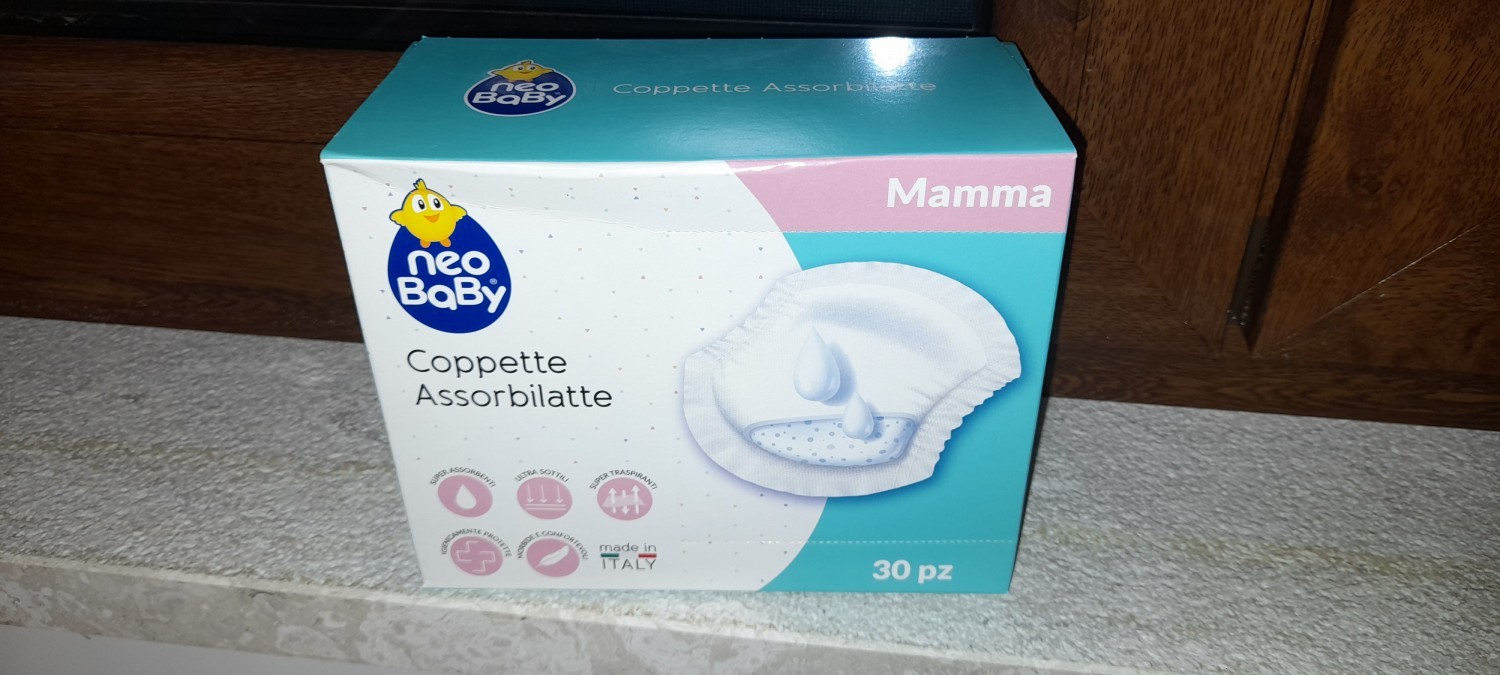 neo
BaBy
Coppette Assorbilatte
Mamma
neo
BaBy®
Coppette
Assorbilatte
SUPER ASSORBENTI
ULTRA SOTTILI
SUPER TRASPIRANTI
IGIENICAMENTE PROTETTE
MORBIDE E CONFORTEVOLI
made in
ITALY
30 pz